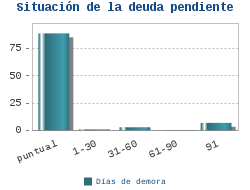 Situación de la deuda pendiente
75
50
25
0
puntual 1-30 31-60 61-90 91
Días de demora